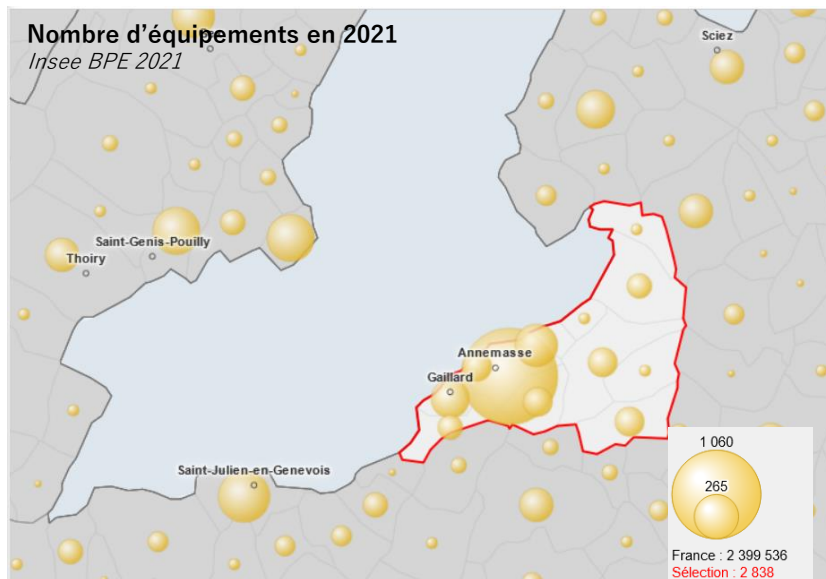 Nombre d'équipements en 2021
Insee BPE 2021
Sciez
Saint-Genis-Pouilly
Thoiry
Annemasse
Gaillard
Saint-Julien-en-Genevois
1 060
265
France : 2 399 536
Sélection : 2 838